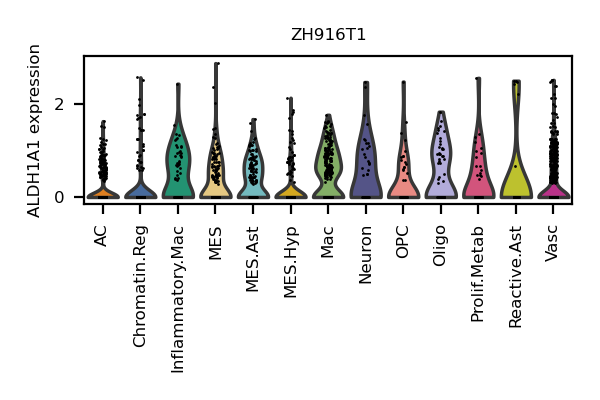 ZH916T1
ALDH1A1 expression
2
0
AC
Chromatin.Reg
Inflammatory.Mac
MES
MES.Ast
MES.Hyp
Mac
Neuron
OPC
Oligo
Prolif.Metab
Reactive.Ast
Vasc